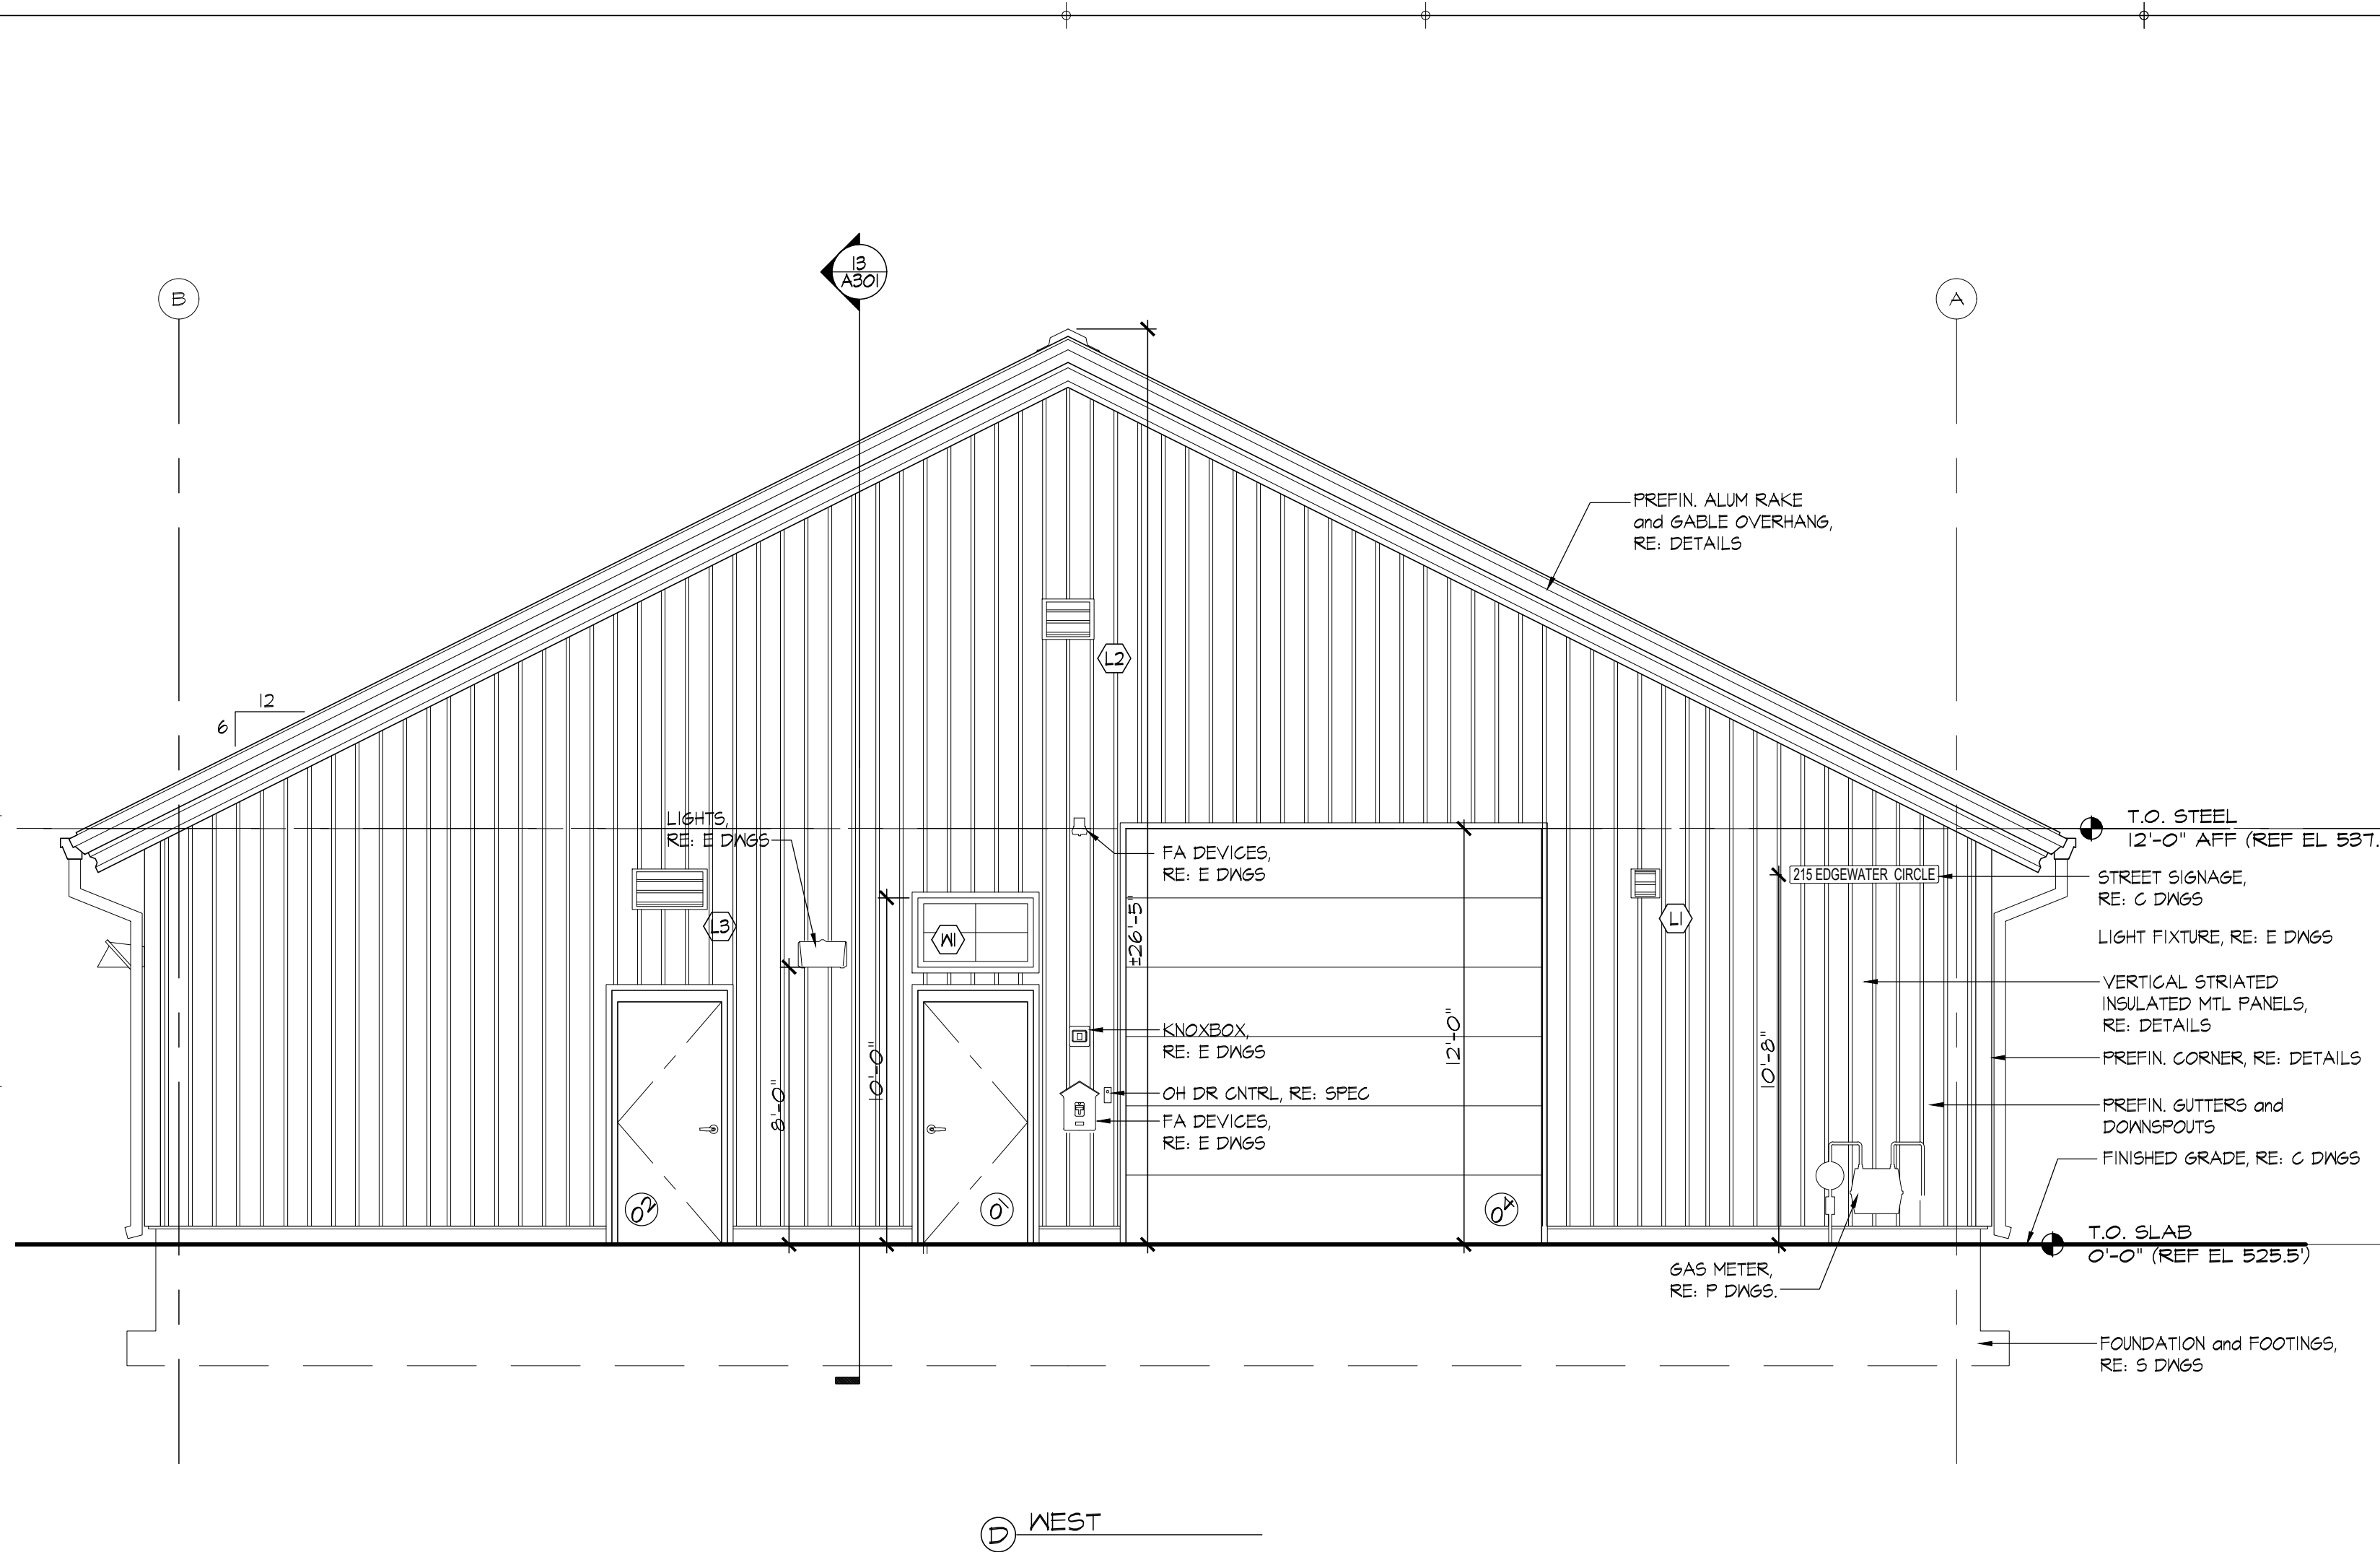 13
A301
B
A
PREFIN. ALUM RAKE
and GABLE OVERHANG,
RE: DETAILS
L2
12
6
LIGHTS,
RE: E DWGS
T.O. STEEL
12'-0" AFF (REF EL 537.
FA DEVICES,
RE: E DWGS
215 EDGEWATER CIRCLE
STREET SIGNAGE,
RE: C DWGS
L3
W1
L1
±26'-5"
LIGHT FIXTURE, RE: E DWGS
VERTICAL STRIATED
INSULATED MTL PANELS,
RE: DETAILS
KNOXBOX,
RE: E DWGS
12'-0"
10'-8"
10'-0"
8'-0"
PREFIN. CORNER, RE: DETAILS
OH DR CNTRL, RE: SPEC
FA DEVICES,
RE: E DWGS
PREFIN. GUTTERS and
DOWNSPOUTS
FINISHED GRADE, RE: C DWGS
02
01
04
T.O. SLAB
0'-0" (REF EL 525.5')
GAS METER,
RE: P DWGS.
FOUNDATION and FOOTINGS,
RE: S DWGS
D
WEST